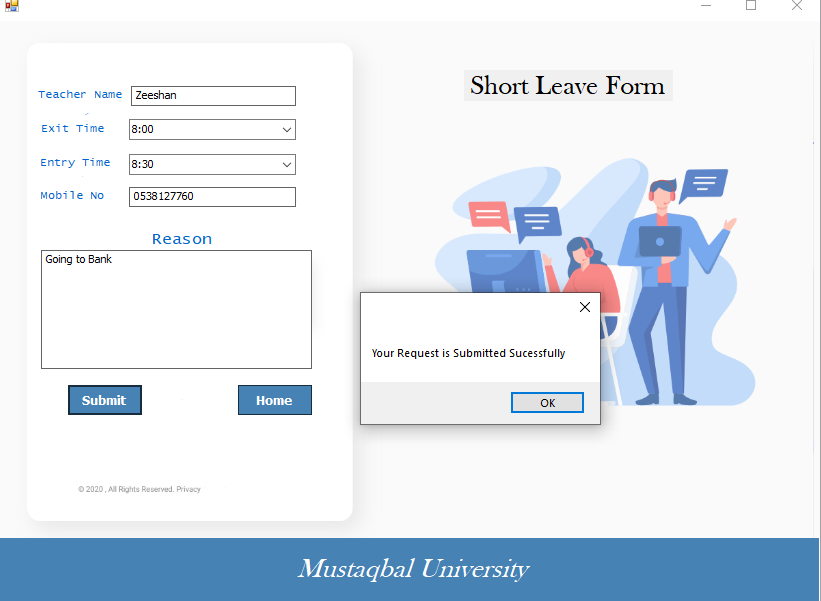 Short Leave Form
Teacher Name Zeeshan
Exit Time 8:00
Entry Time 8:30
Mobile No 0538127760
Reason
Going to Bank
Your Request is Submitted Sucessfully
OK
Submit Home
© 2020 , All Rights Reserved. Privacy
Mustaqbal University